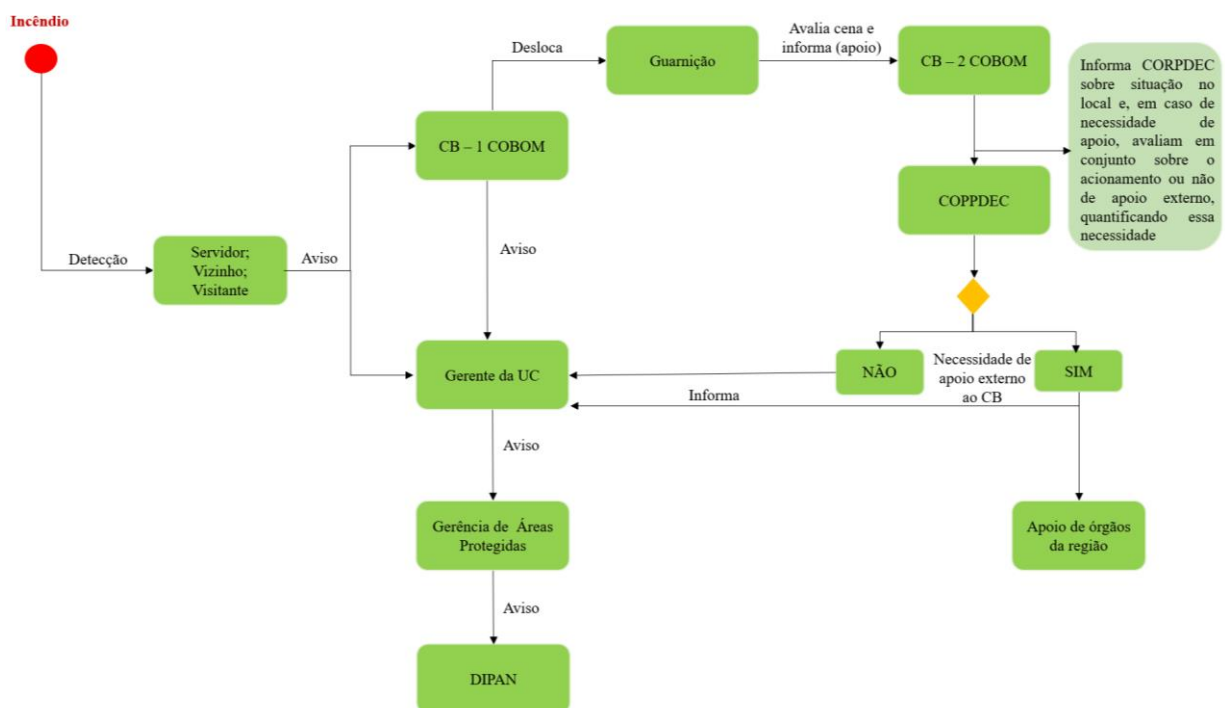 Incêndio
Detecção
Servidor;
Vizinho;
Visitante
Aviso
CB – 1 COBOM
Desloca
Guarnição
Avalia cena e
informa (apoio)
CB – 2 COBOM
Informa CORPDEC
sobre situação no
local e, em caso de
necessidade de
apoio, avaliam em
conjunto sobre o
acionamento ou não
de apoio externo,
quantificando essa
necessidade
COPPDEC
Aviso
Gerente da UC
NÃO
Necessidade de
apoio externo
ao CB
SIM
Informa
Aviso
Gerência de Áreas
Protegidas
Apoio de órgãos
da região
Aviso
DIPAN